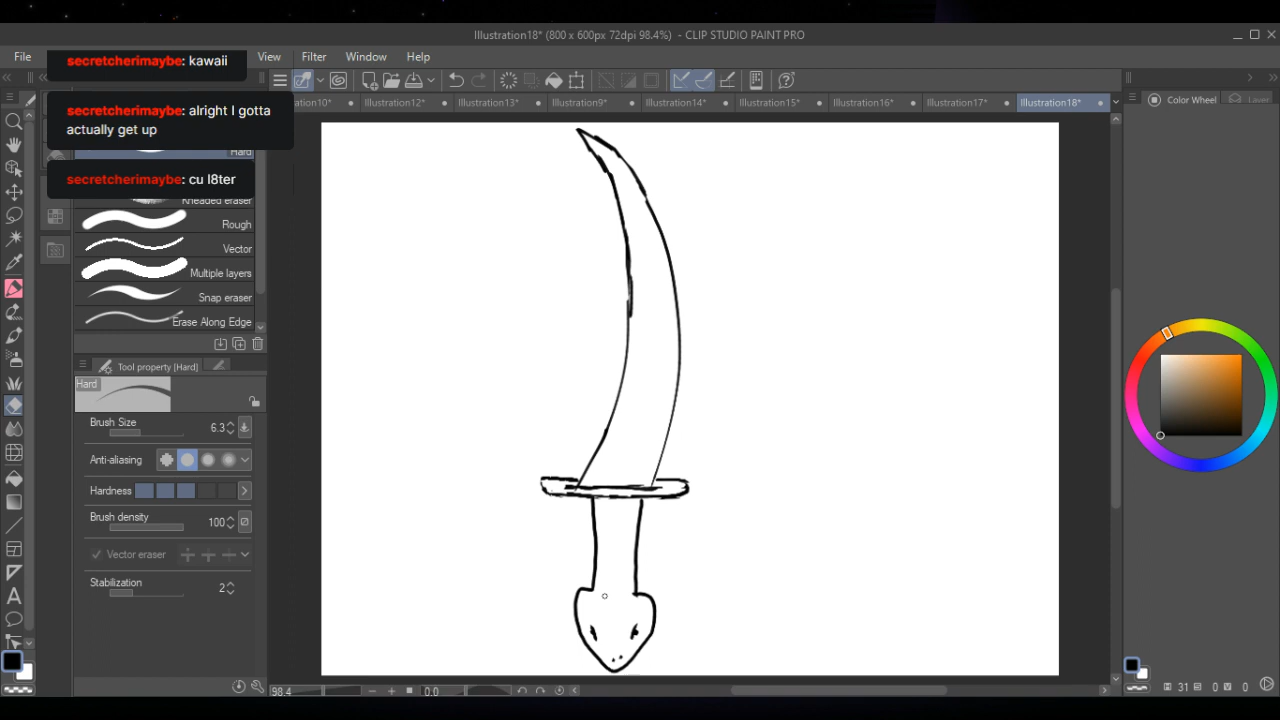 Illustration18* (800 x 600px 72dpi 98.4%) - CLIP STUDIO PAINT PRO
File
View
Filter
Window
Help
secretcherimaybe: kawaii
secretcherimaybe: alright I gotta
actually get up
secretcherimaybe: cu l8ter
Illustration12*
Illustration13*
Illustration9*
Illustration14*
Illustration15*
Illustration16*
Illustration17*
Illustration18*
Color Wheel
Layer
Hard
Kneaded eraser
Rough
Vector
Multiple layers
Snap eraser
Erase Along Edge
Tool property [Hard]
Hard
Brush Size 6.3
Anti-aliasing
Hardness
Brush density 100
Vector eraser
Stabilization 2
98.4
0.0
31 0 0